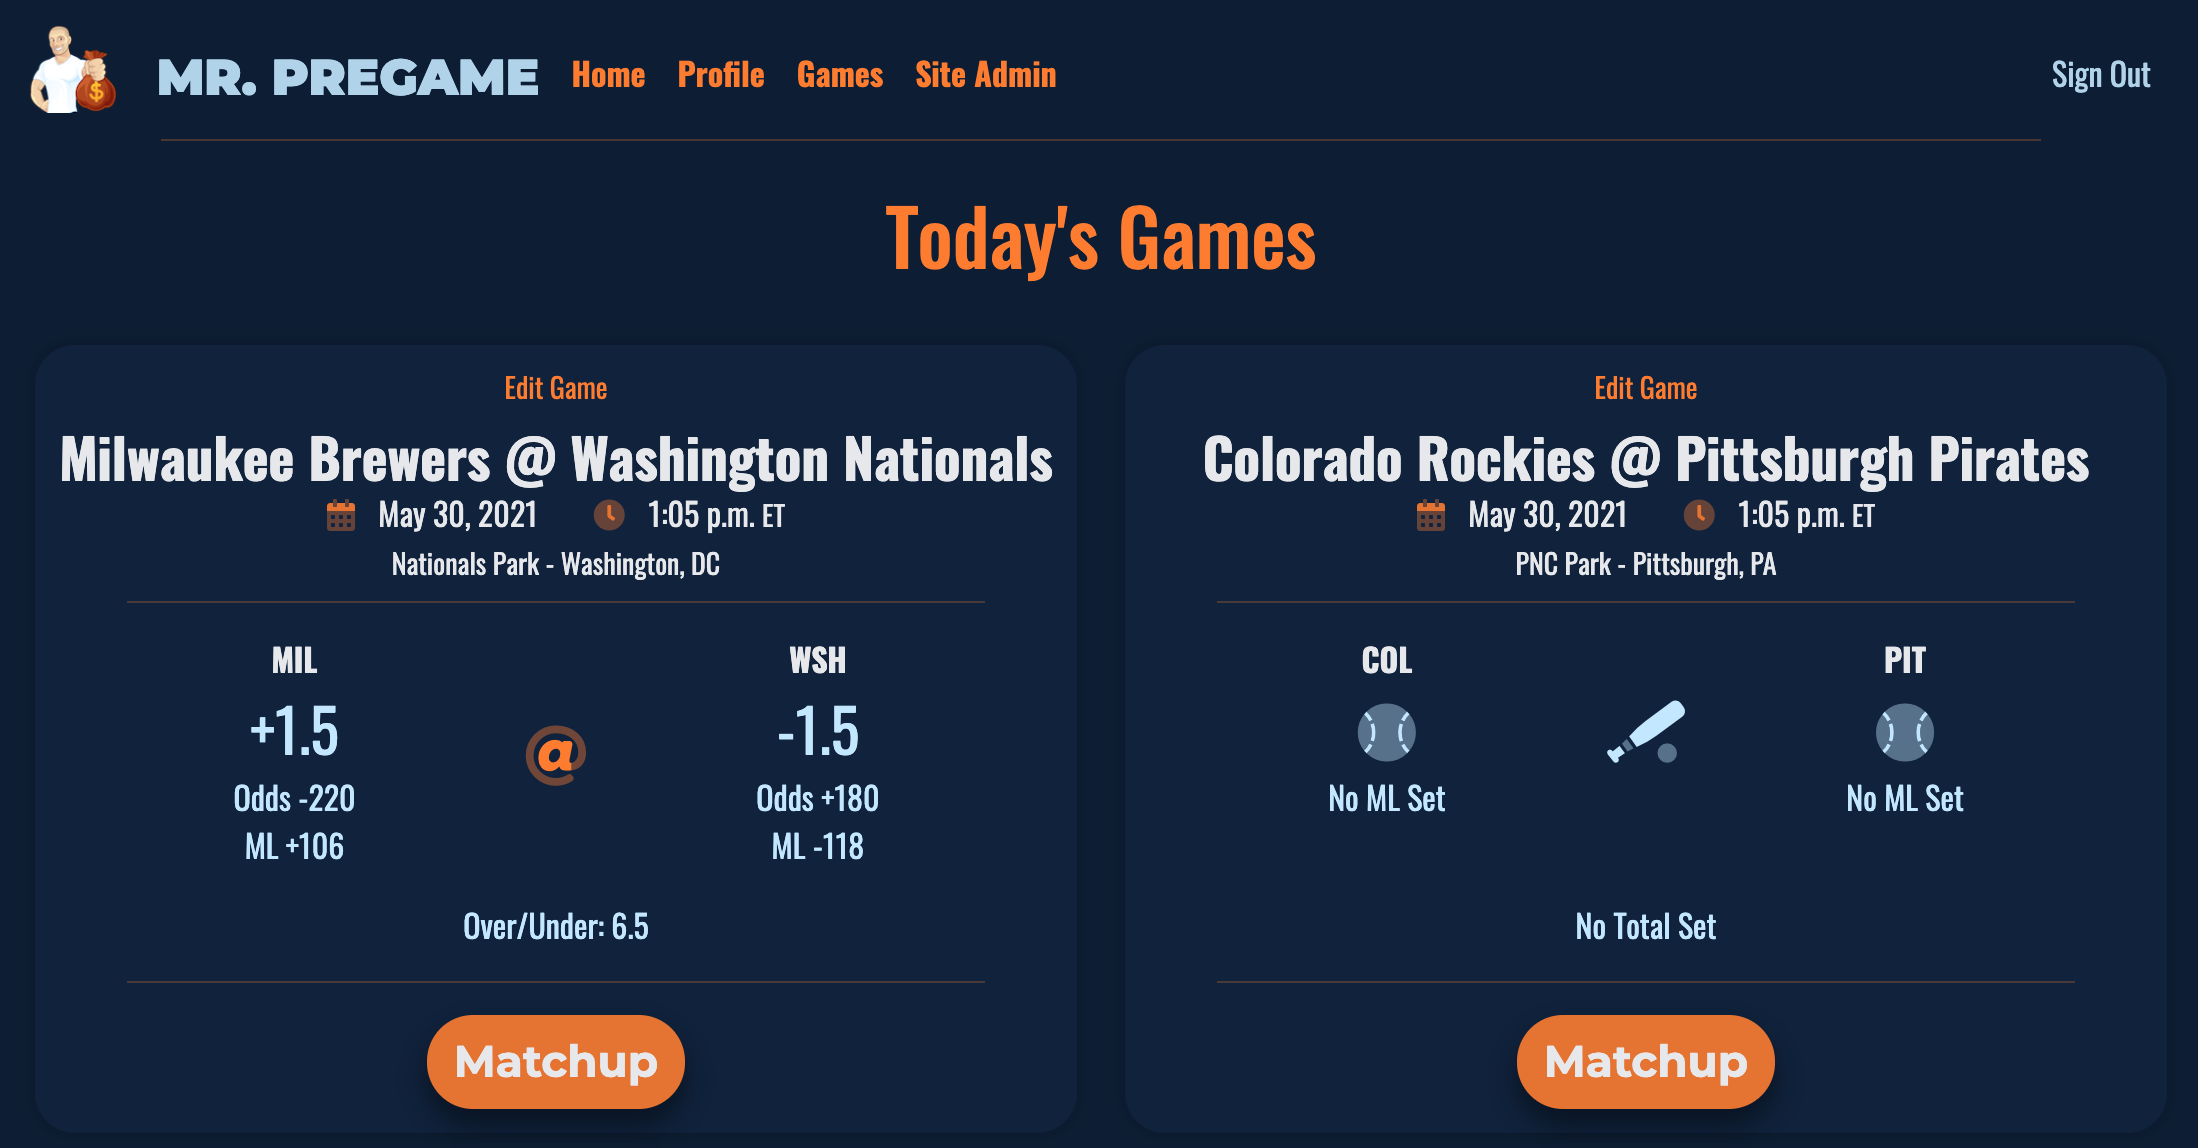 MR. PREGAME Home Profile Games Site Admin Sign Out
Today's Games
Edit Game
Milwaukee Brewers @ Washington Nationals
May 30, 2021 1:05 p.m. ET
Nationals Park - Washington, DC
MIL WSH
+1.5 @ -1.5
Odds -220 Odds +180
ML +106 ML -118
Over/Under: 6.5
Matchup
Edit Game
Colorado Rockies @ Pittsburgh Pirates
May 30, 2021 1:05 p.m. ET
PNC Park - Pittsburgh, PA
COL PIT
No ML Set No ML Set
No Total Set
Matchup